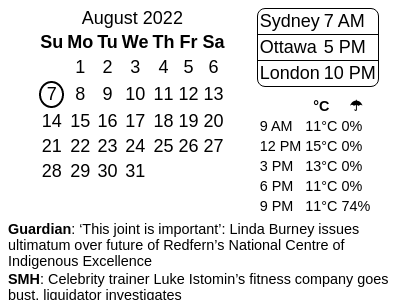 August 2022
Su Mo Tu We Th Fr Sa
1 2 3 4 5 6
7 8 9 10 11 12 13
14 15 16 17 18 19 20
21 22 23 24 25 26 27
28 29 30 31
Sydney 7 AM
Ottawa 5 PM
London 10 PM
°C ☂
9 AM 11°C 0%
12 PM 15°C 0%
3 PM 13°C 0%
6 PM 11°C 0%
9 PM 11°C 74%
Guardian: ‘This joint is important’: Linda Burney issues
ultimatum over future of Redfern’s National Centre of
Indigenous Excellence
SMH: Celebrity trainer Luke Istomin’s fitness company goes
bust, liquidator investigates